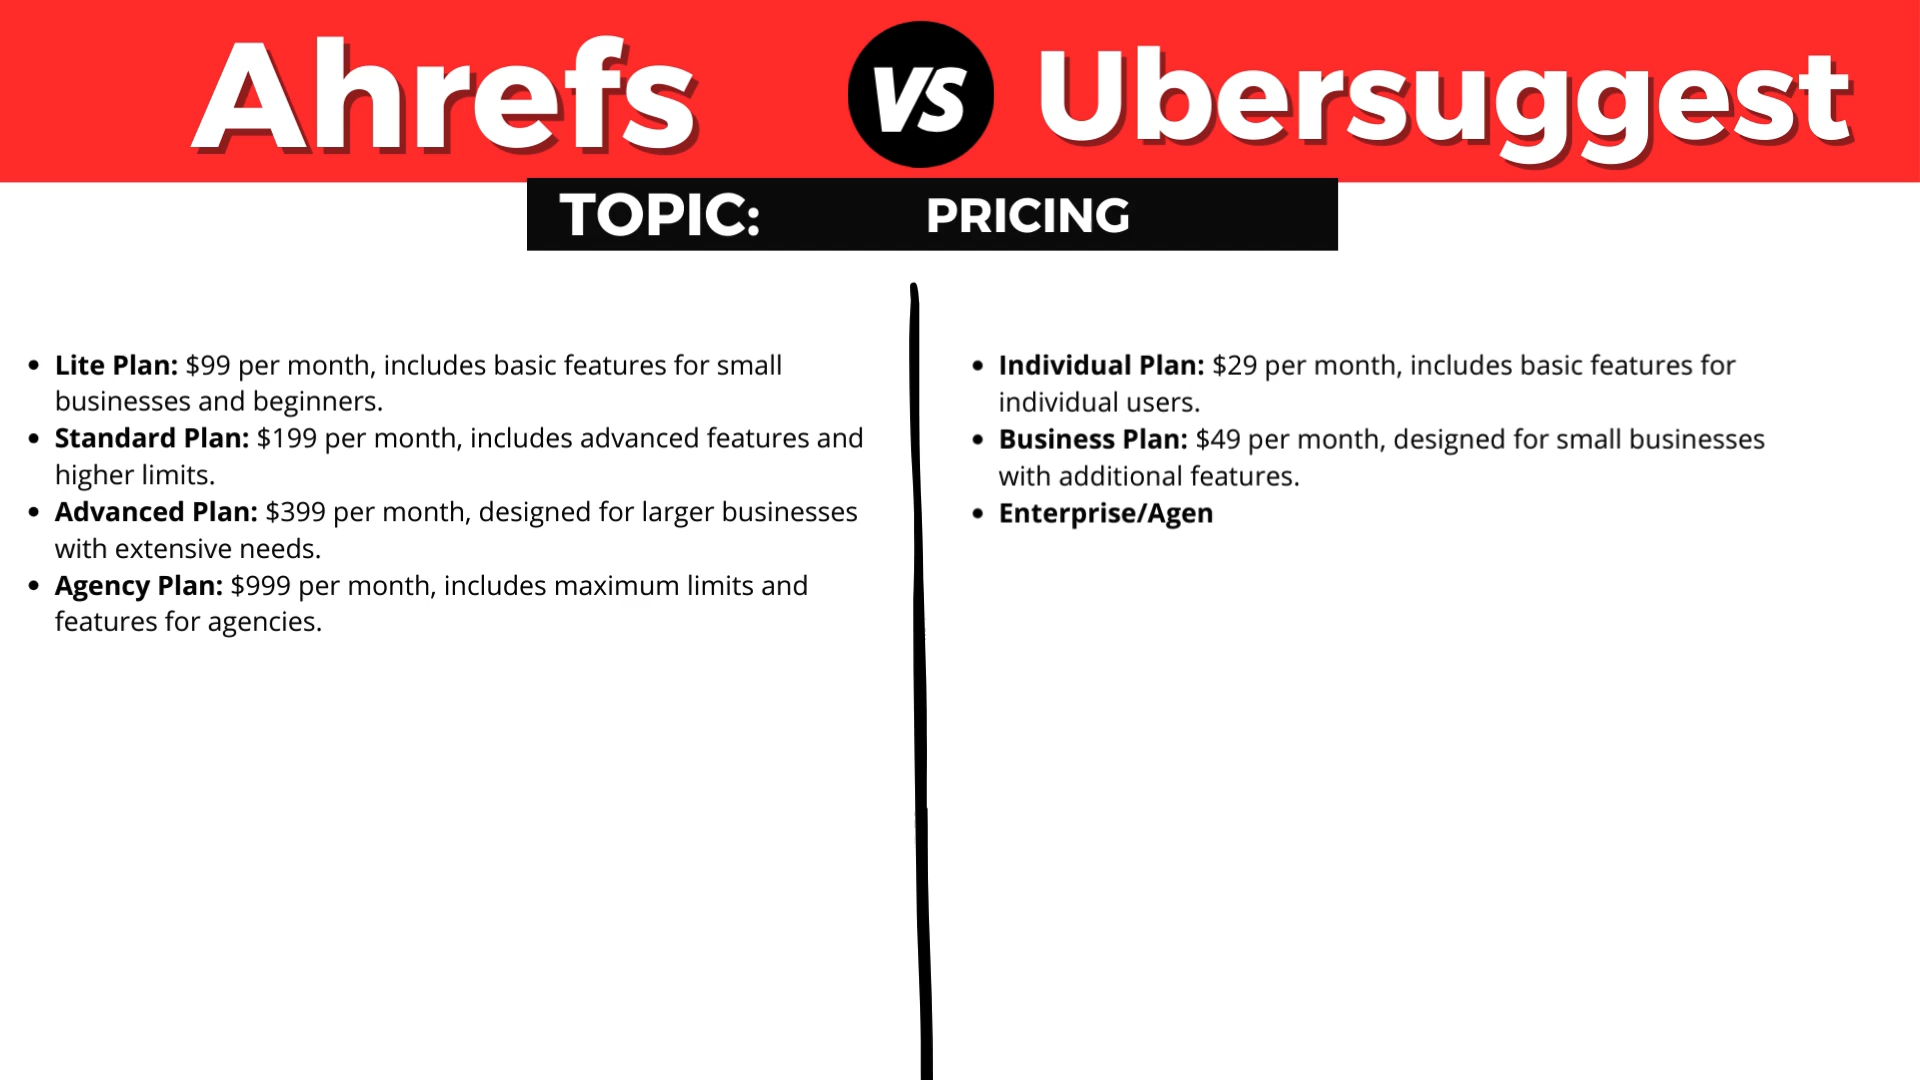 Ahrefs VS Ubersuggest
TOPIC: PRICING
• Lite Plan: $99 per month, includes basic features for small
businesses and beginners.
• Standard Plan: $199 per month, includes advanced features and
higher limits.
• Advanced Plan: $399 per month, designed for larger businesses
with extensive needs.
• Agency Plan: $999 per month, includes maximum limits and
features for agencies.
• Individual Plan: $29 per month, includes basic features for
individual users.
• Business Plan: $49 per month, designed for small businesses
with additional features.
• Enterprise/Agen